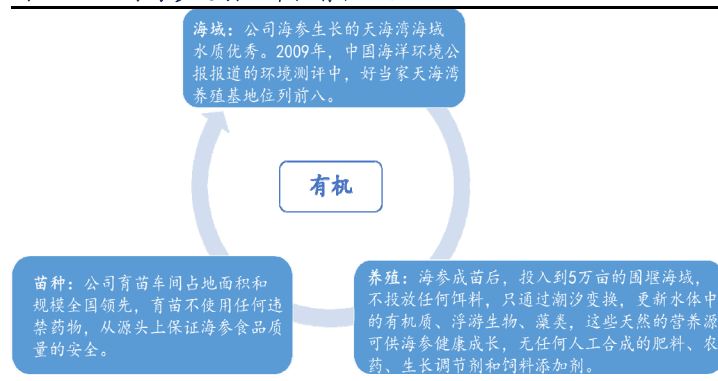 海域：公司海参生长的天海湾海域
水质优秀。2009年，中国海洋环境公
报报道的环境测评中，好当家天海湾
养殖基地位列前八。
有机
苗种：公司育苗车间占地面积和
规模全国领先，育苗不使用任何违
禁药物，从源头上保证海参食品质
量的安全。
养殖：海参成苗后，投入到5万亩的围堰海域，
不投放任何饵料，只通过潮汐变换，更新水体中
的有机质、浮游生物、藻类，这些天然的营养源
可供海参健康成长，无任何人工合成的肥料、农
药、生长调节剂和饲料添加剂。